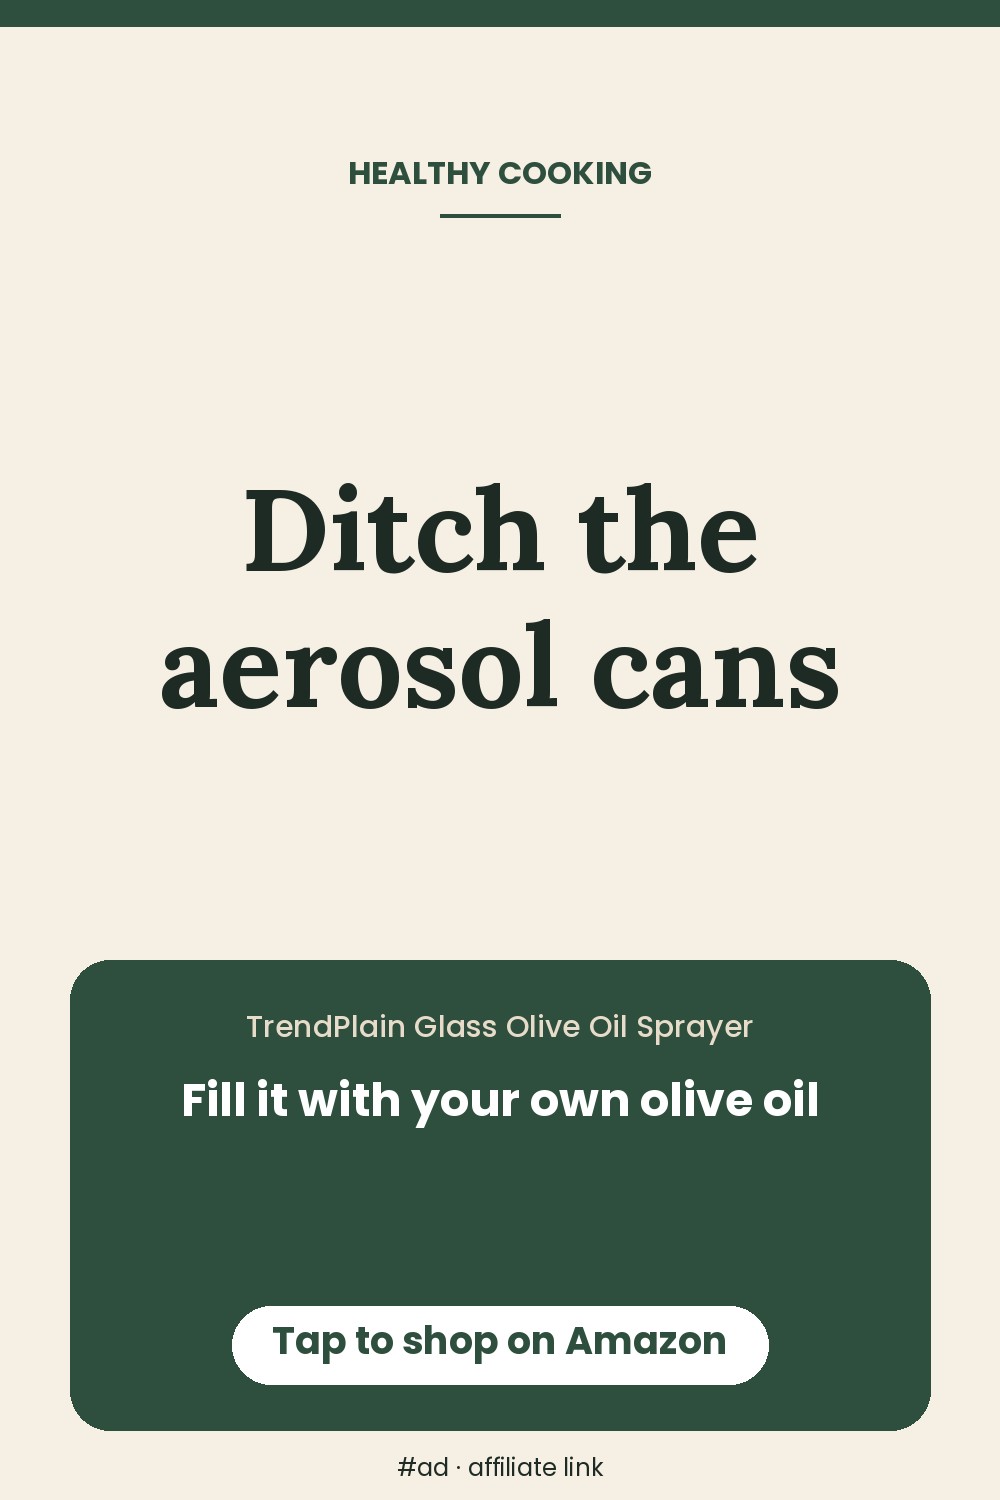 HEALTHY COOKING
Ditch the
aerosol cans
TrendPlain Glass Olive Oil Sprayer
Fill it with your own olive oil
Tap to shop on Amazon
#ad · affiliate link